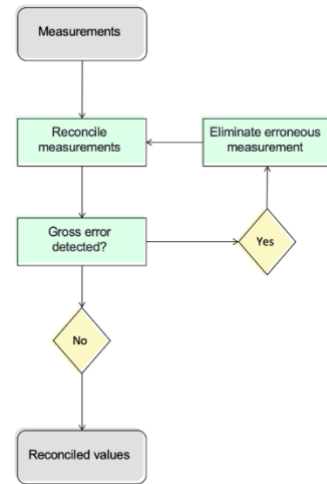 Measurements
Reconcile
measurements
Eliminate erroneous
measurement
Gross error
detected?
Yes
No
Reconciled values